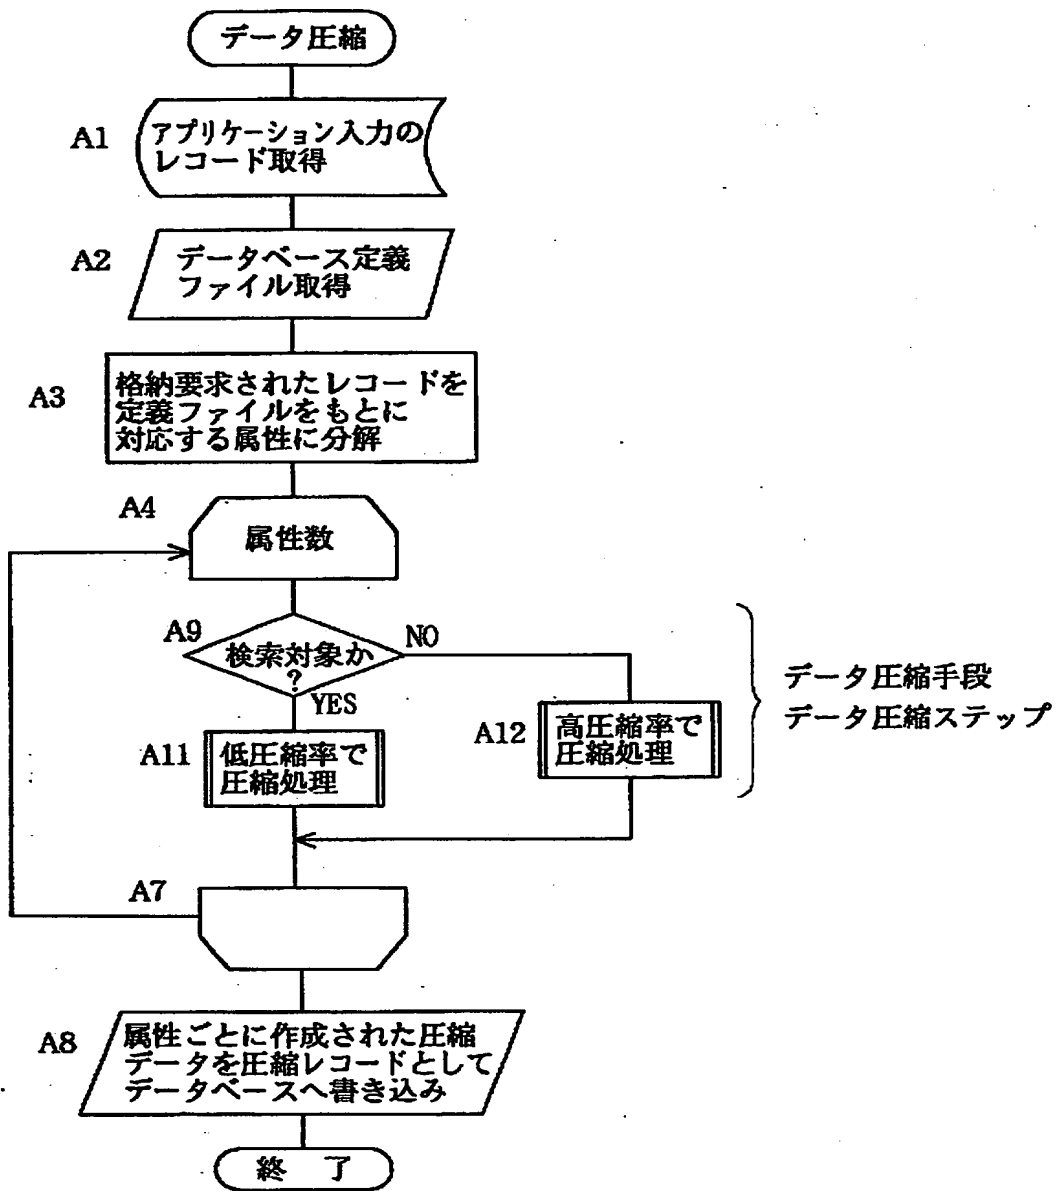 データ圧縮
A1
アプリケーション入力の
レコード取得
A2
データベース定義
ファイル取得
A3
格納要求されたレコードを
定義ファイルをもとに
対応する属性に分解
A4
属性数
A9
検索対象か
?
NO
YES
A11
低圧縮率で
圧縮処理
A12
高圧縮率で
圧縮処理
データ圧縮手段
データ圧縮ステップ
A7
A8
属性ごとに作成された圧縮
データを圧縮レコードとして
データベースへ書き込み
終 了